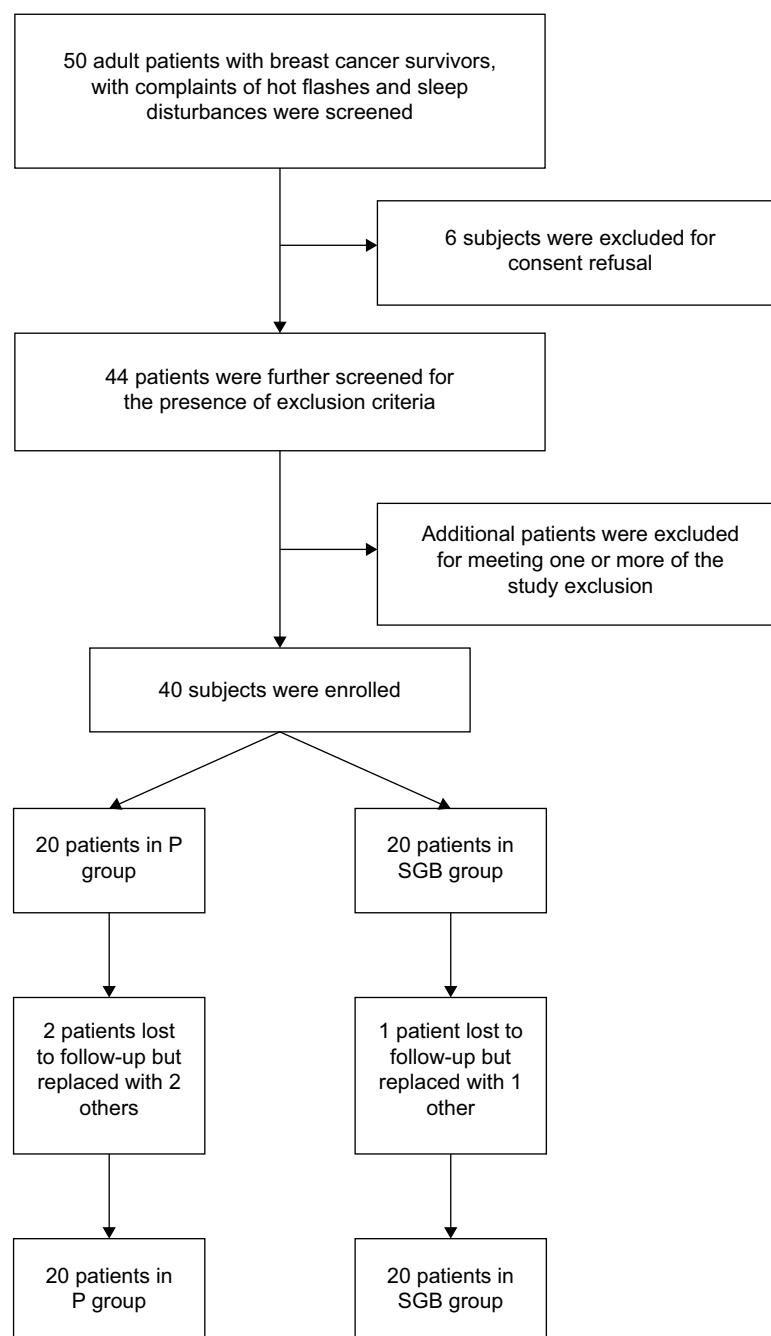 50 adult patients with breast cancer survivors,
with complaints of hot flashes and sleep
disturbances were screened
6 subjects were excluded for
consent refusal
44 patients were further screened for
the presence of exclusion criteria
Additional patients were excluded
for meeting one or more of the
study exclusion
40 subjects were enrolled
20 patients in P
group
20 patients in
SGB group
2 patients lost
to follow-up but
replaced with 2
others
1 patient lost to
follow-up but
replaced with 1
other
20 patients in
P group
20 patients in
SGB group